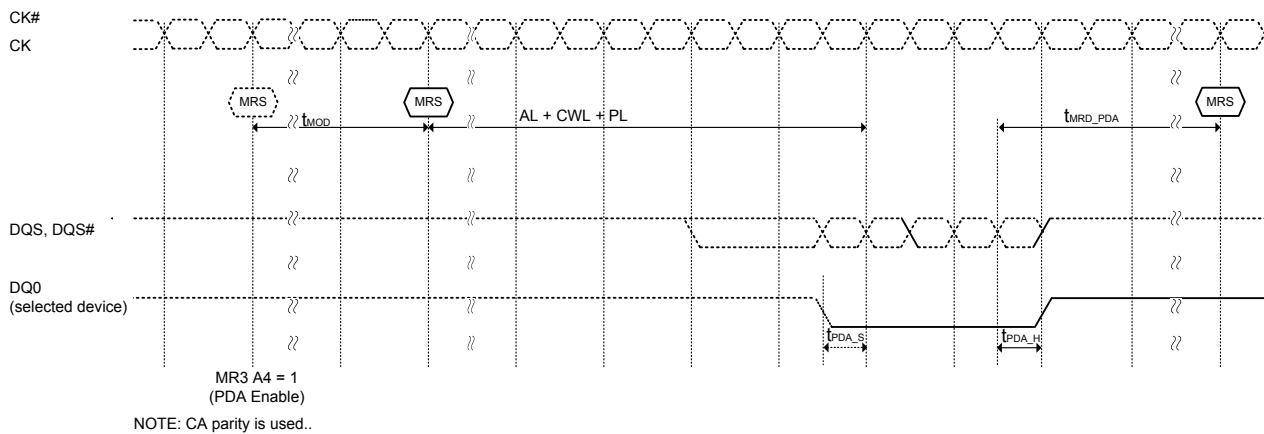 CK#
CK
MRS
MRS
MRS
tMOD
AL + CWL + PL
tMRD_PDA
DQS, DQS#
DQ0
(selected device)
tPDA_S
tPDA_H
MR3 A4 = 1
(PDA Enable)
NOTE: CA parity is used..